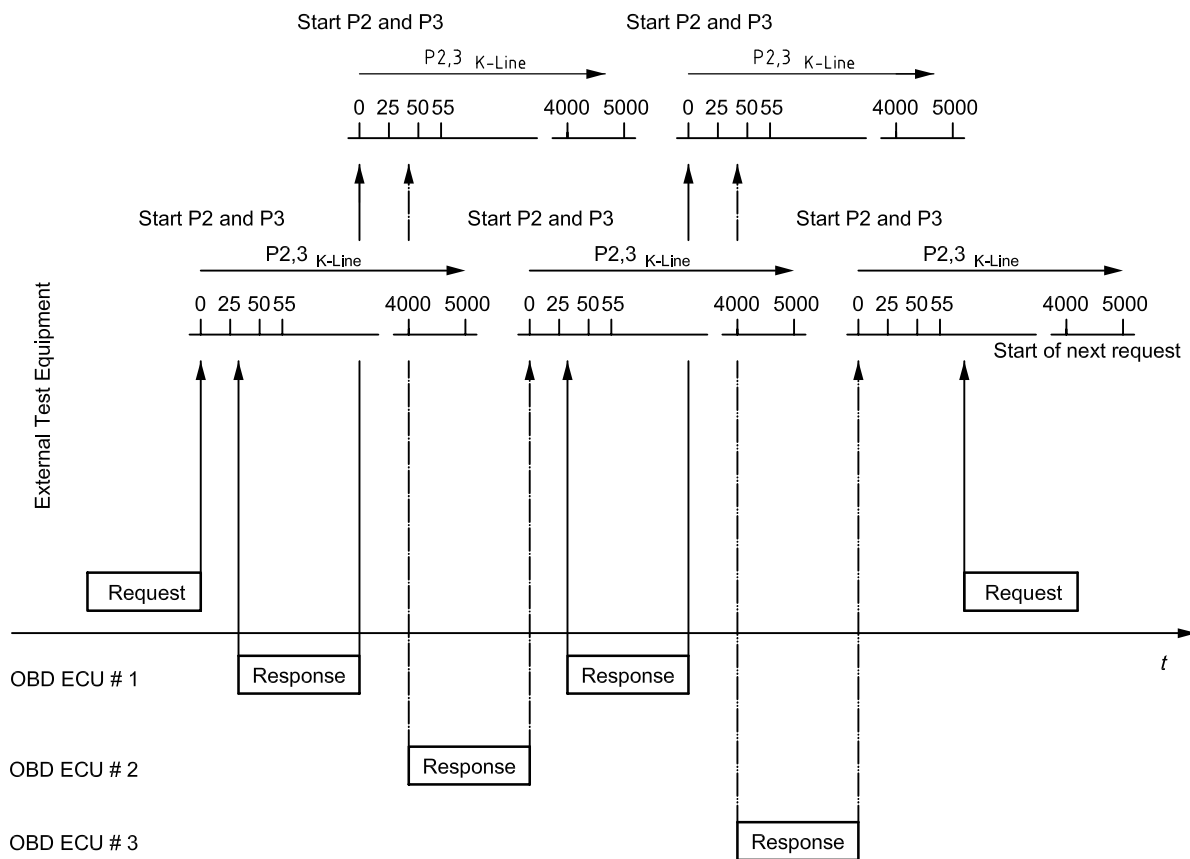 Start P2 and P3 Start P2 and P3
P2,3 K-Line P2,3 K-Line
0 25 50 55 4000 5000 0 25 50 55 4000 5000
Start P2 and P3 Start P2 and P3 Start P2 and P3
P2,3 K-Line P2,3 K-Line P2,3 K-Line
0 25 50 55 4000 5000 0 25 50 55 4000 5000 0 25 50 55 4000 5000
Start of next request
External Test Equipment
Request Request
t
OBD ECU # 1 Response Response
OBD ECU # 2 Response
OBD ECU # 3 Response